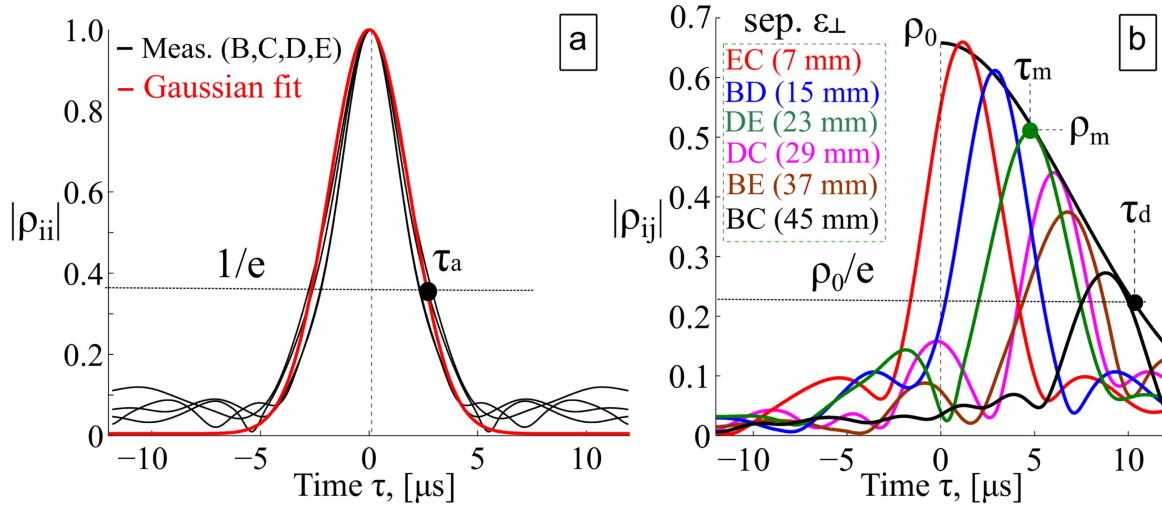 a
1.0
0.8
0.6
0.4
0.2
0
|ρii|
Meas. (B,C,D,E)
Gaussian fit
1/e
τa
−10
−5
0
5
10
Time τ, [μs]
b
0.7
0.6
0.5
0.4
0.3
0.2
0.1
0
|ρij|
sep. ε⊥
EC (7 mm)
BD (15 mm)
DE (23 mm)
DC (29 mm)
BE (37 mm)
BC (45 mm)
ρ0
τm
ρm
τd
ρ0/e
−10
−5
0
5
10
Time τ, [μs]